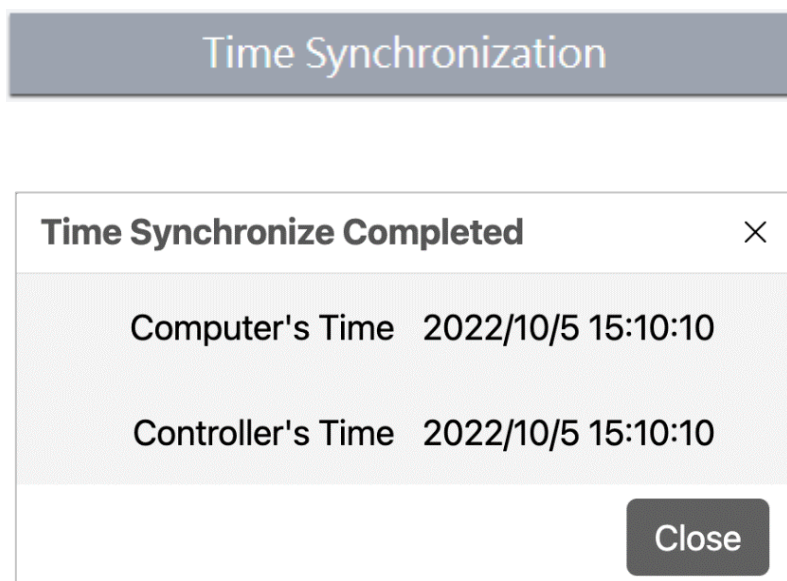 Time Synchronization
Time Synchronize Completed ×
Computer's Time 2022/10/5 15:10:10
Controller's Time 2022/10/5 15:10:10
Close